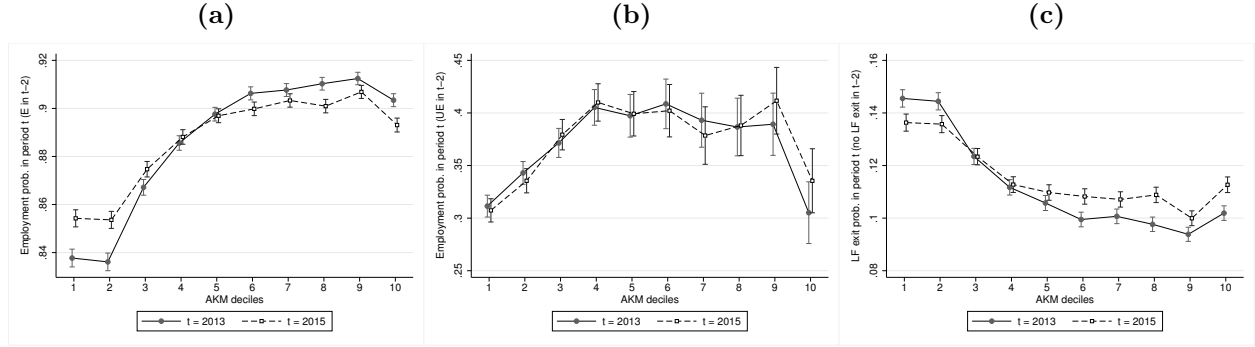 (a)
Employment prob. in period t (E in t−2)
.92
.9
.88
.86
.84
1 2 3 4 5 6 7 8 9 10
AKM deciles
t = 2013 t = 2015
(b)
Employment prob. in period t (UE in t−2)
.45
.4
.35
.3
.25
1 2 3 4 5 6 7 8 9 10
AKM deciles
t = 2013 t = 2015
(c)
LF exit prob. in period t (no LF exit in t−2)
.16
.14
.12
.1
.08
1 2 3 4 5 6 7 8 9 10
AKM deciles
t = 2013 t = 2015